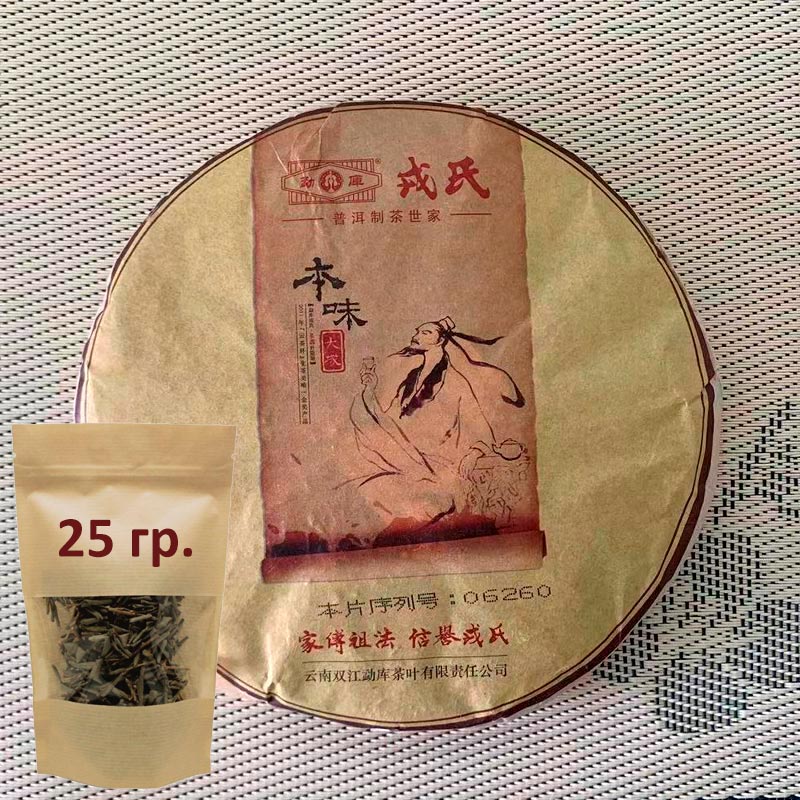 勐 库
戎氏
普洱制茶世家
本味
大成
25 гр.
本片序列号:06260
家传祖法 信誉戎氏
云南双江勐库茶叶有限责任公司